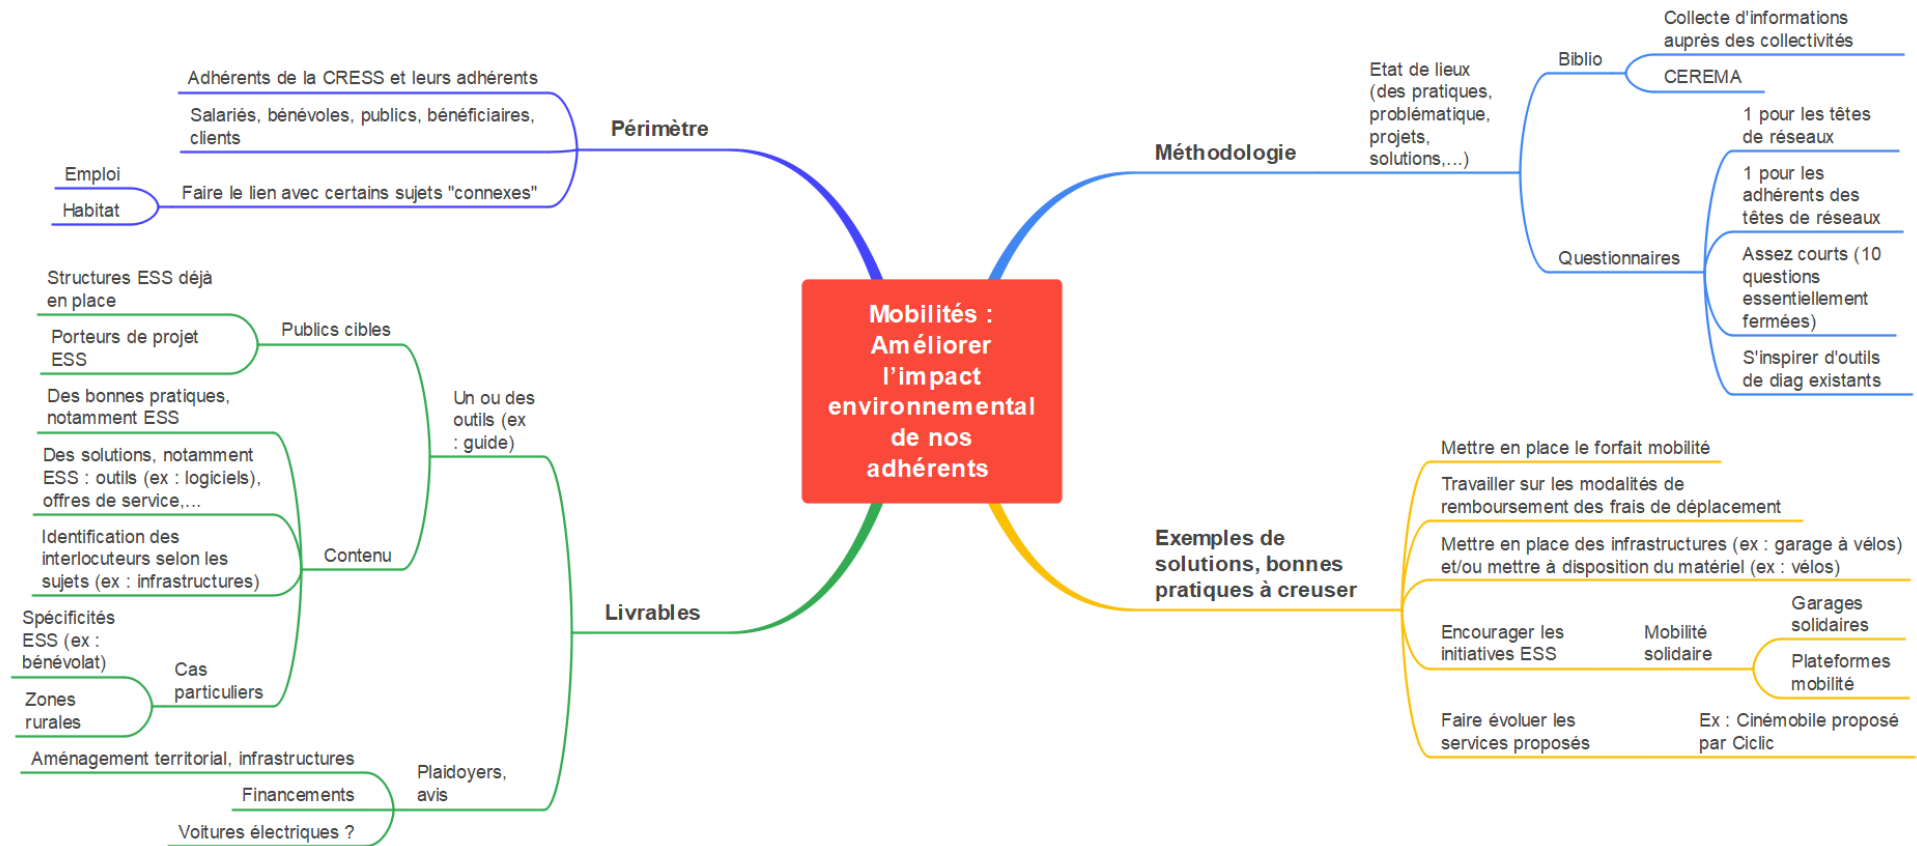 Mobilités :
Améliorer
l’impact
environnemental
de nos
adhérents
Périmètre
Adhérents de la CRESS et leurs adhérents
Salariés, bénévoles, publics, bénéficiaires,
clients
Faire le lien avec certains sujets "connexes"
Emploi
Habitat
Méthodologie
Etat de lieux
(des pratiques,
problématique,
projets,
solutions,...)
Biblio
Collecte d'informations
auprès des collectivités
CEREMA
Questionnaires
1 pour les têtes
de réseaux
1 pour les
adhérents des
têtes de réseaux
Assez courts (10
questions
essentiellement
fermées)
S'inspirer d'outils
de diag existants
Livrables
Un ou des
outils (ex
: guide)
Publics cibles
Structures ESS déjà
en place
Porteurs de projet
ESS
Contenu
Des bonnes pratiques,
notamment ESS
Des solutions, notamment
ESS : outils (ex : logiciels),
offres de service,...
Identification des
interlocuteurs selon les
sujets (ex : infrastructures)
Cas
particuliers
Spécificités
ESS (ex :
bénévolat)
Zones
rurales
Plaidoyers,
avis
Aménagement territorial, infrastructures
Financements
Voitures électriques ?
Exemples de
solutions, bonnes
pratiques à creuser
Mettre en place le forfait mobilité
Travailler sur les modalités de
remboursement des frais de déplacement
Mettre en place des infrastructures (ex : garage à vélos)
et/ou mettre à disposition du matériel (ex : vélos)
Encourager les
initiatives ESS
Mobilité
solidaire
Garages
solidaires
Plateformes
mobilité
Faire évoluer les
services proposés
Ex : Cinémobile proposé
par Ciclic